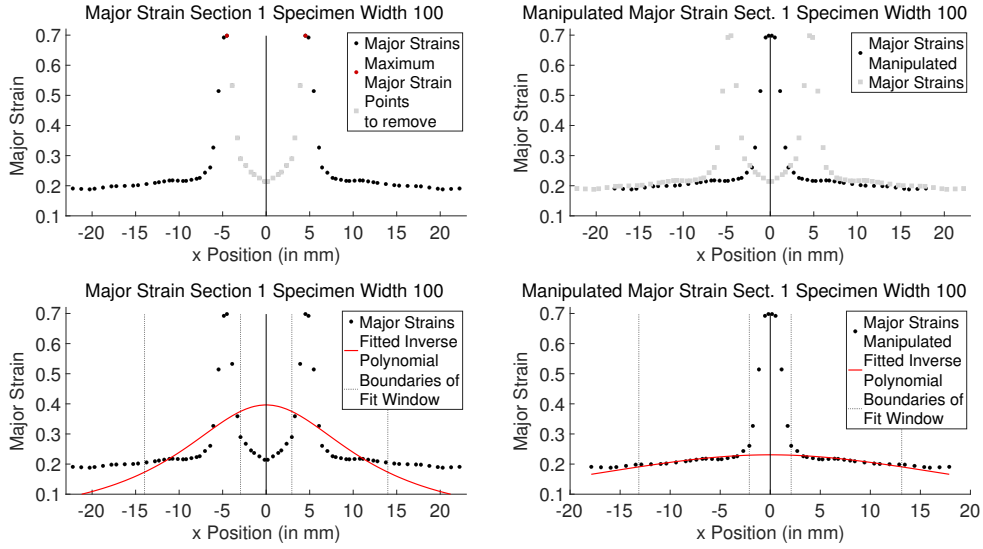 Major Strain Section 1 Specimen Width 100
0.7
0.6
0.5
0.4
0.3
0.2
0.1
Major Strain
Major Strains
Maximum
Major Strain
Points
to remove
-20 -15 -10 -5 0 5 10 15 20
x Position (in mm)
Manipulated Major Strain Sect. 1 Specimen Width 100
0.7
0.6
0.5
0.4
0.3
0.2
0.1
Major Strain
Major Strains
Manipulated
Major Strains
-20 -15 -10 -5 0 5 10 15 20
x Position (in mm)
Major Strain Section 1 Specimen Width 100
0.7
0.6
0.5
0.4
0.3
0.2
0.1
Major Strain
Major Strains
Fitted Inverse
Polynomial
Boundaries of
Fit Window
-20 -15 -10 -5 0 5 10 15 20
x Position (in mm)
Manipulated Major Strain Sect. 1 Specimen Width 100
0.7
0.6
0.5
0.4
0.3
0.2
0.1
Major Strain
Major Strains
Manipulated
Fitted Inverse
Polynomial
Boundaries of
Fit Window
-20 -15 -10 -5 0 5 10 15 20
x Position (in mm)